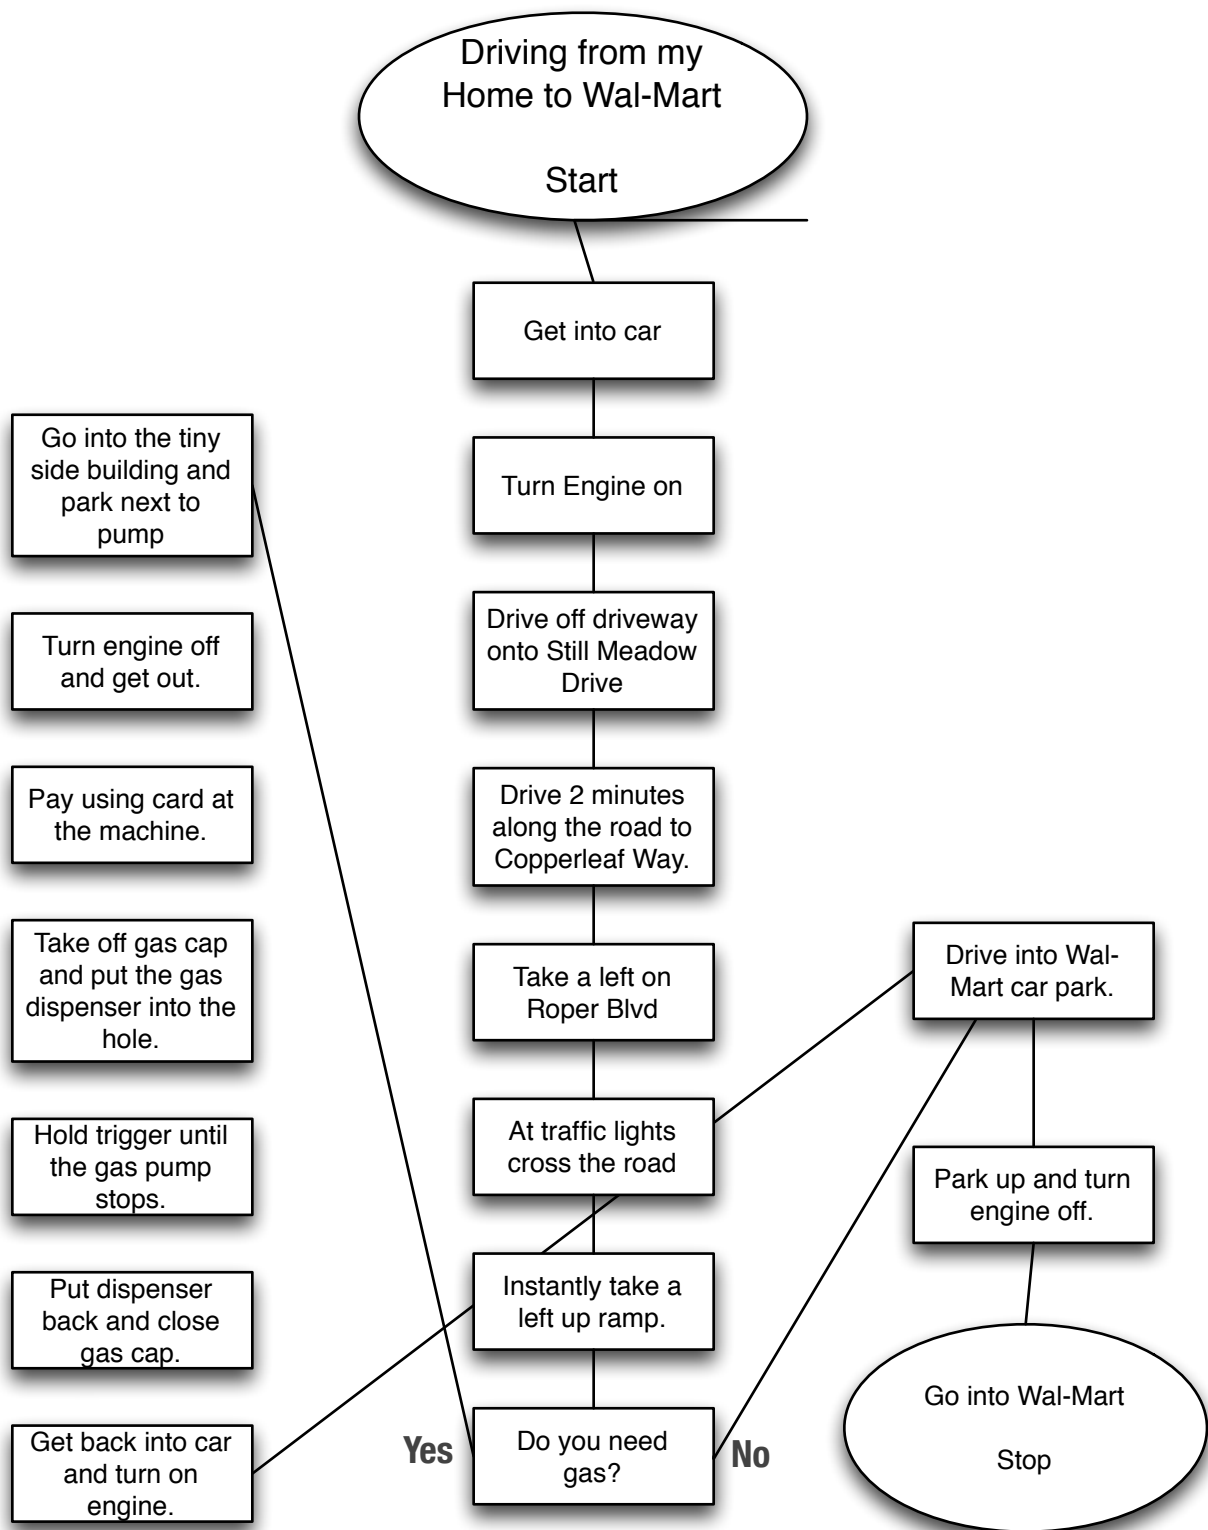 Driving from my
Home to Wal-Mart
Start
Get into car
Turn Engine on
Drive off driveway
onto Still Meadow
Drive
Drive 2 minutes
along the road to
Copperleaf Way.
Take a left on
Roper Blvd
At traffic lights
cross the road
Instantly take a
left up ramp.
Do you need
gas?
Yes
No
Go into the tiny
side building and
park next to
pump
Turn engine off
and get out.
Pay using card at
the machine.
Take off gas cap
and put the gas
dispenser into the
hole.
Hold trigger until
the gas pump
stops.
Put dispenser
back and close
gas cap.
Get back into car
and turn on
engine.
Drive into Wal-
Mart car park.
Park up and turn
engine off.
Go into Wal-Mart
Stop